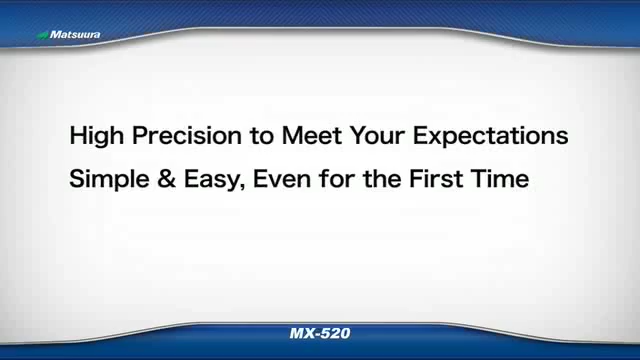 Matsuura
High Precision to Meet Your Expectations
Simple & Easy, Even for the First Time
MX-520